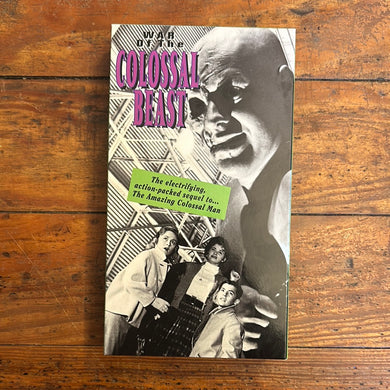 WAR
of the
COLOSSAL
BEAST
The electrifying,
action-packed sequel to...
The Amazing Colossal Man